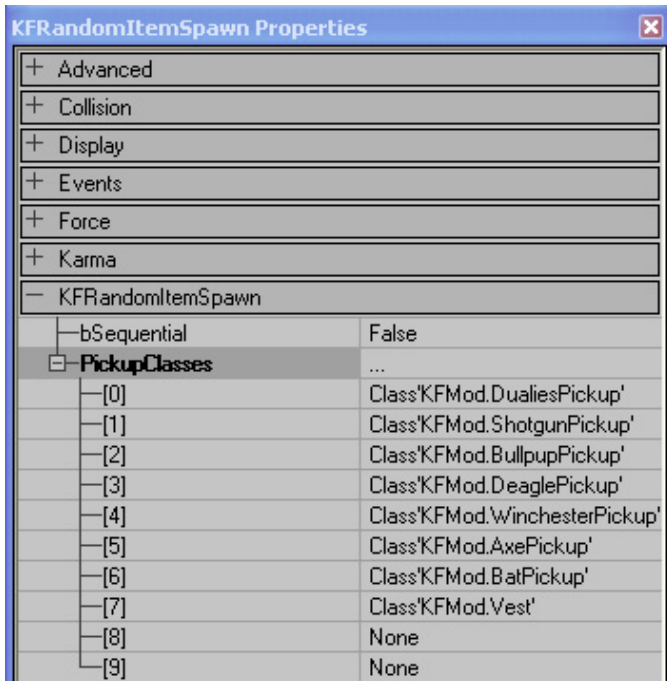 KFRandomItemSpawn Properties
+ Advanced
+ Collision
+ Display
+ Events
+ Force
+ Karma
- KFRandomItemSpawn
bSequential False
PickupClasses ...
[0] Class'KFMod.DualiesPickup'
[1] Class'KFMod.ShotgunPickup'
[2] Class'KFMod.BullpupPickup'
[3] Class'KFMod.DeaglePickup'
[4] Class'KFMod.WinchesterPickup'
[5] Class'KFMod.AxePickup'
[6] Class'KFMod.BatPickup'
[7] Class'KFMod.Vest'
[8] None
[9] None